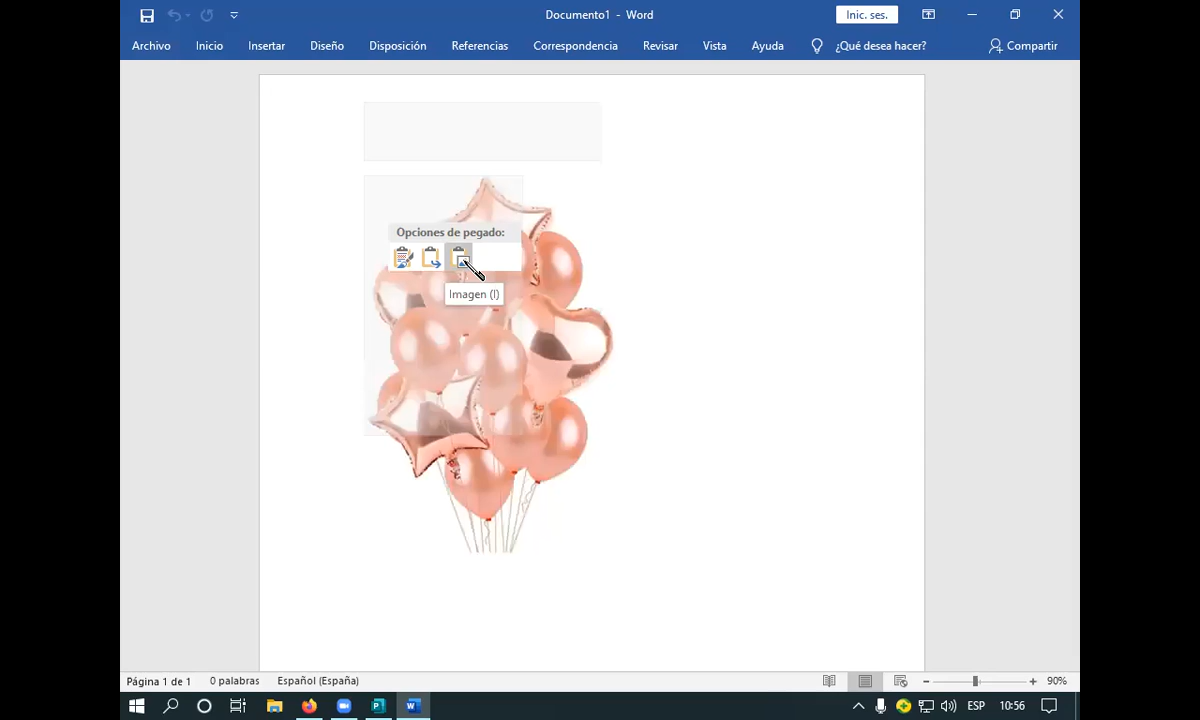 Documento1 - Word
Inic. ses.
Archivo Inicio Insertar Diseño Disposición Referencias Correspondencia Revisar Vista Ayuda ¿Qué desea hacer? Compartir
Opciones de pegado:
Imagen (I)
Página 1 de 1 0 palabras Español (España) 90%
ESP 10:56